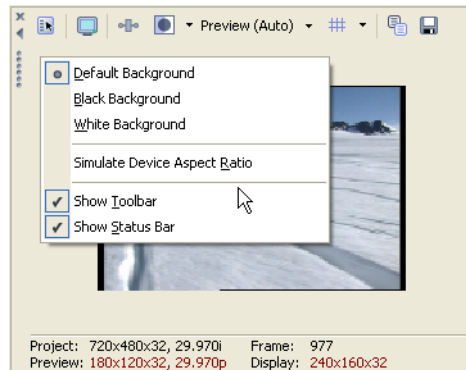 Preview (Auto)
Default Background
Black Background
White Background
Simulate Device Aspect Ratio
Show Toolbar
Show Status Bar
Project: 720x480x32, 29.970i Frame: 977
Preview: 180x120x32, 29.970p Display: 240x160x32